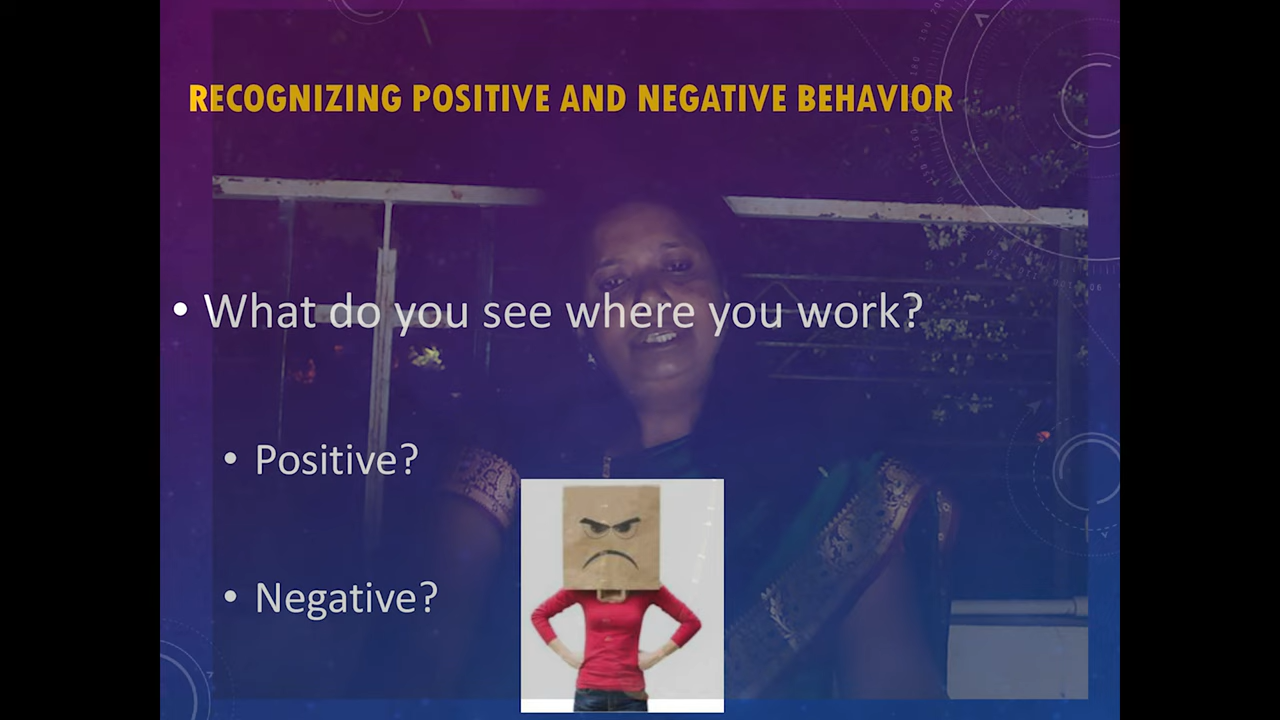 RECOGNIZING POSITIVE AND NEGATIVE BEHAVIOR
• What do you see where you work?
• Positive?
• Negative?